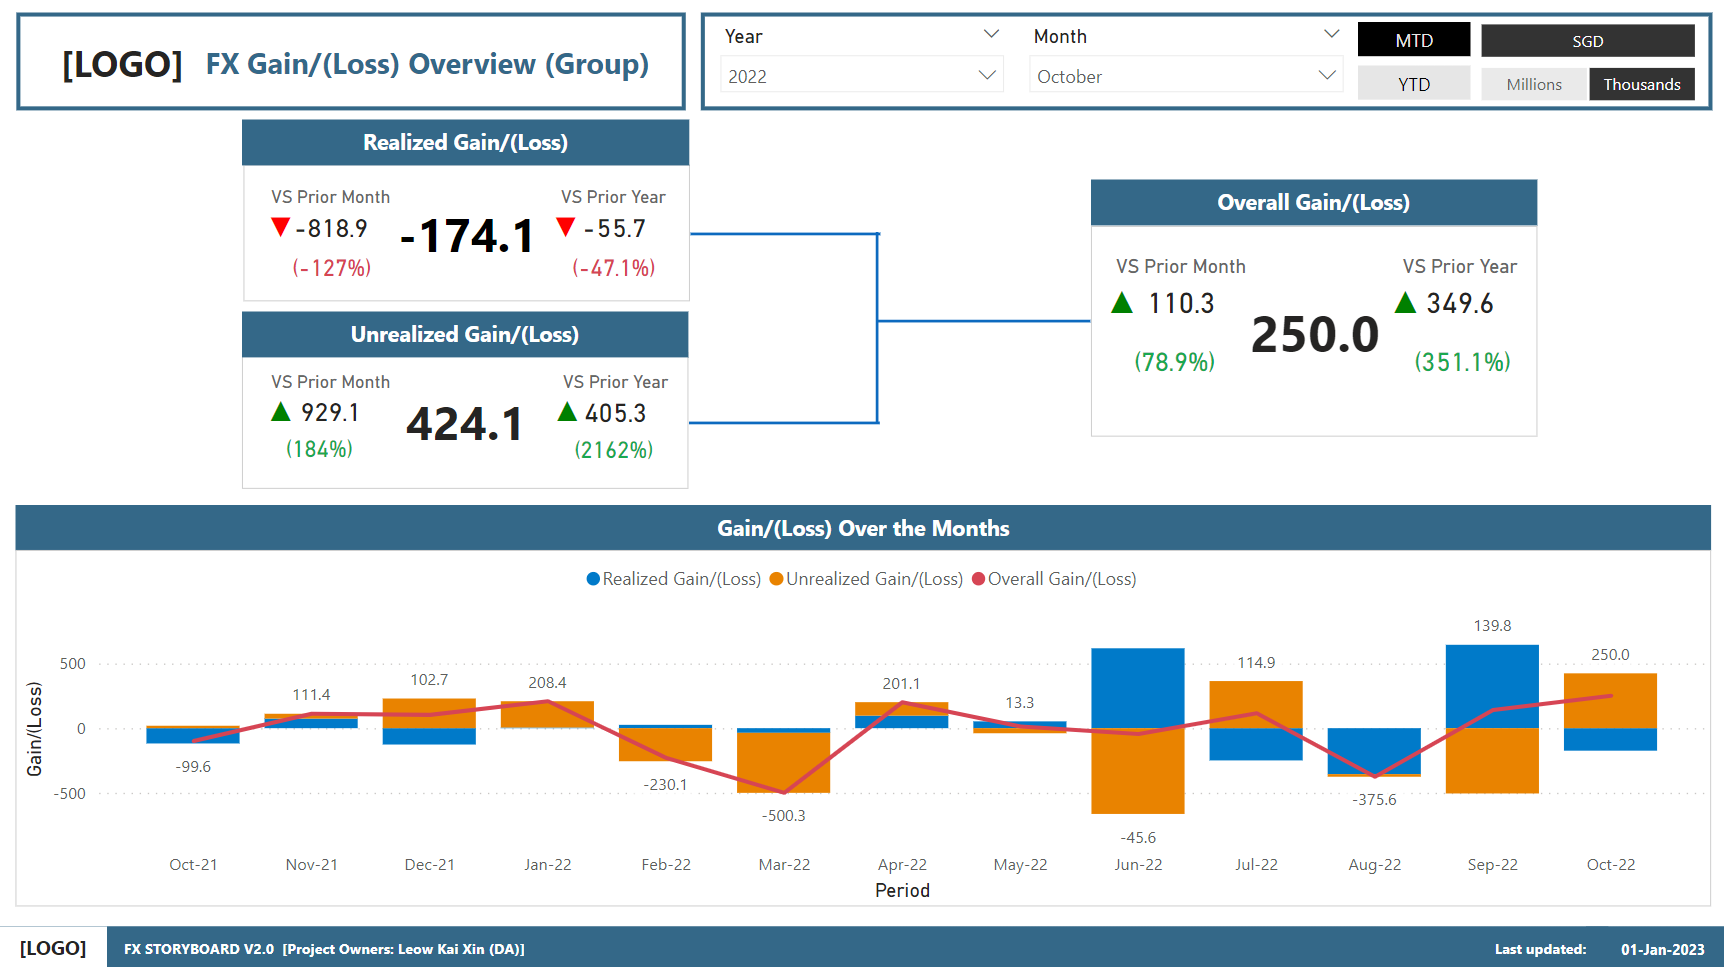 [LOGO] FX Gain/(Loss) Overview (Group)
Year
2022
Month
October
MTD
YTD
SGD
Millions
Thousands
Realized Gain/(Loss)
VS Prior Month
-818.9
(-127%)
-174.1
VS Prior Year
-55.7
(-47.1%)
Unrealized Gain/(Loss)
VS Prior Month
929.1
(184%)
424.1
VS Prior Year
405.3
(2162%)
Overall Gain/(Loss)
VS Prior Month
110.3
(78.9%)
250.0
VS Prior Year
349.6
(351.1%)
Gain/(Loss) Over the Months
Realized Gain/(Loss) Unrealized Gain/(Loss) Overall Gain/(Loss)
Gain/(Loss)
500
0
-500
-99.6
111.4
102.7
208.4
-230.1
-500.3
201.1
13.3
-45.6
114.9
-375.6
139.8
250.0
Oct-21 Nov-21 Dec-21 Jan-22 Feb-22 Mar-22 Apr-22 May-22 Jun-22 Jul-22 Aug-22 Sep-22 Oct-22
Period
[LOGO] FX STORYBOARD V2.0 [Project Owners: Leow Kai Xin (DA)] Last updated: 01-Jan-2023